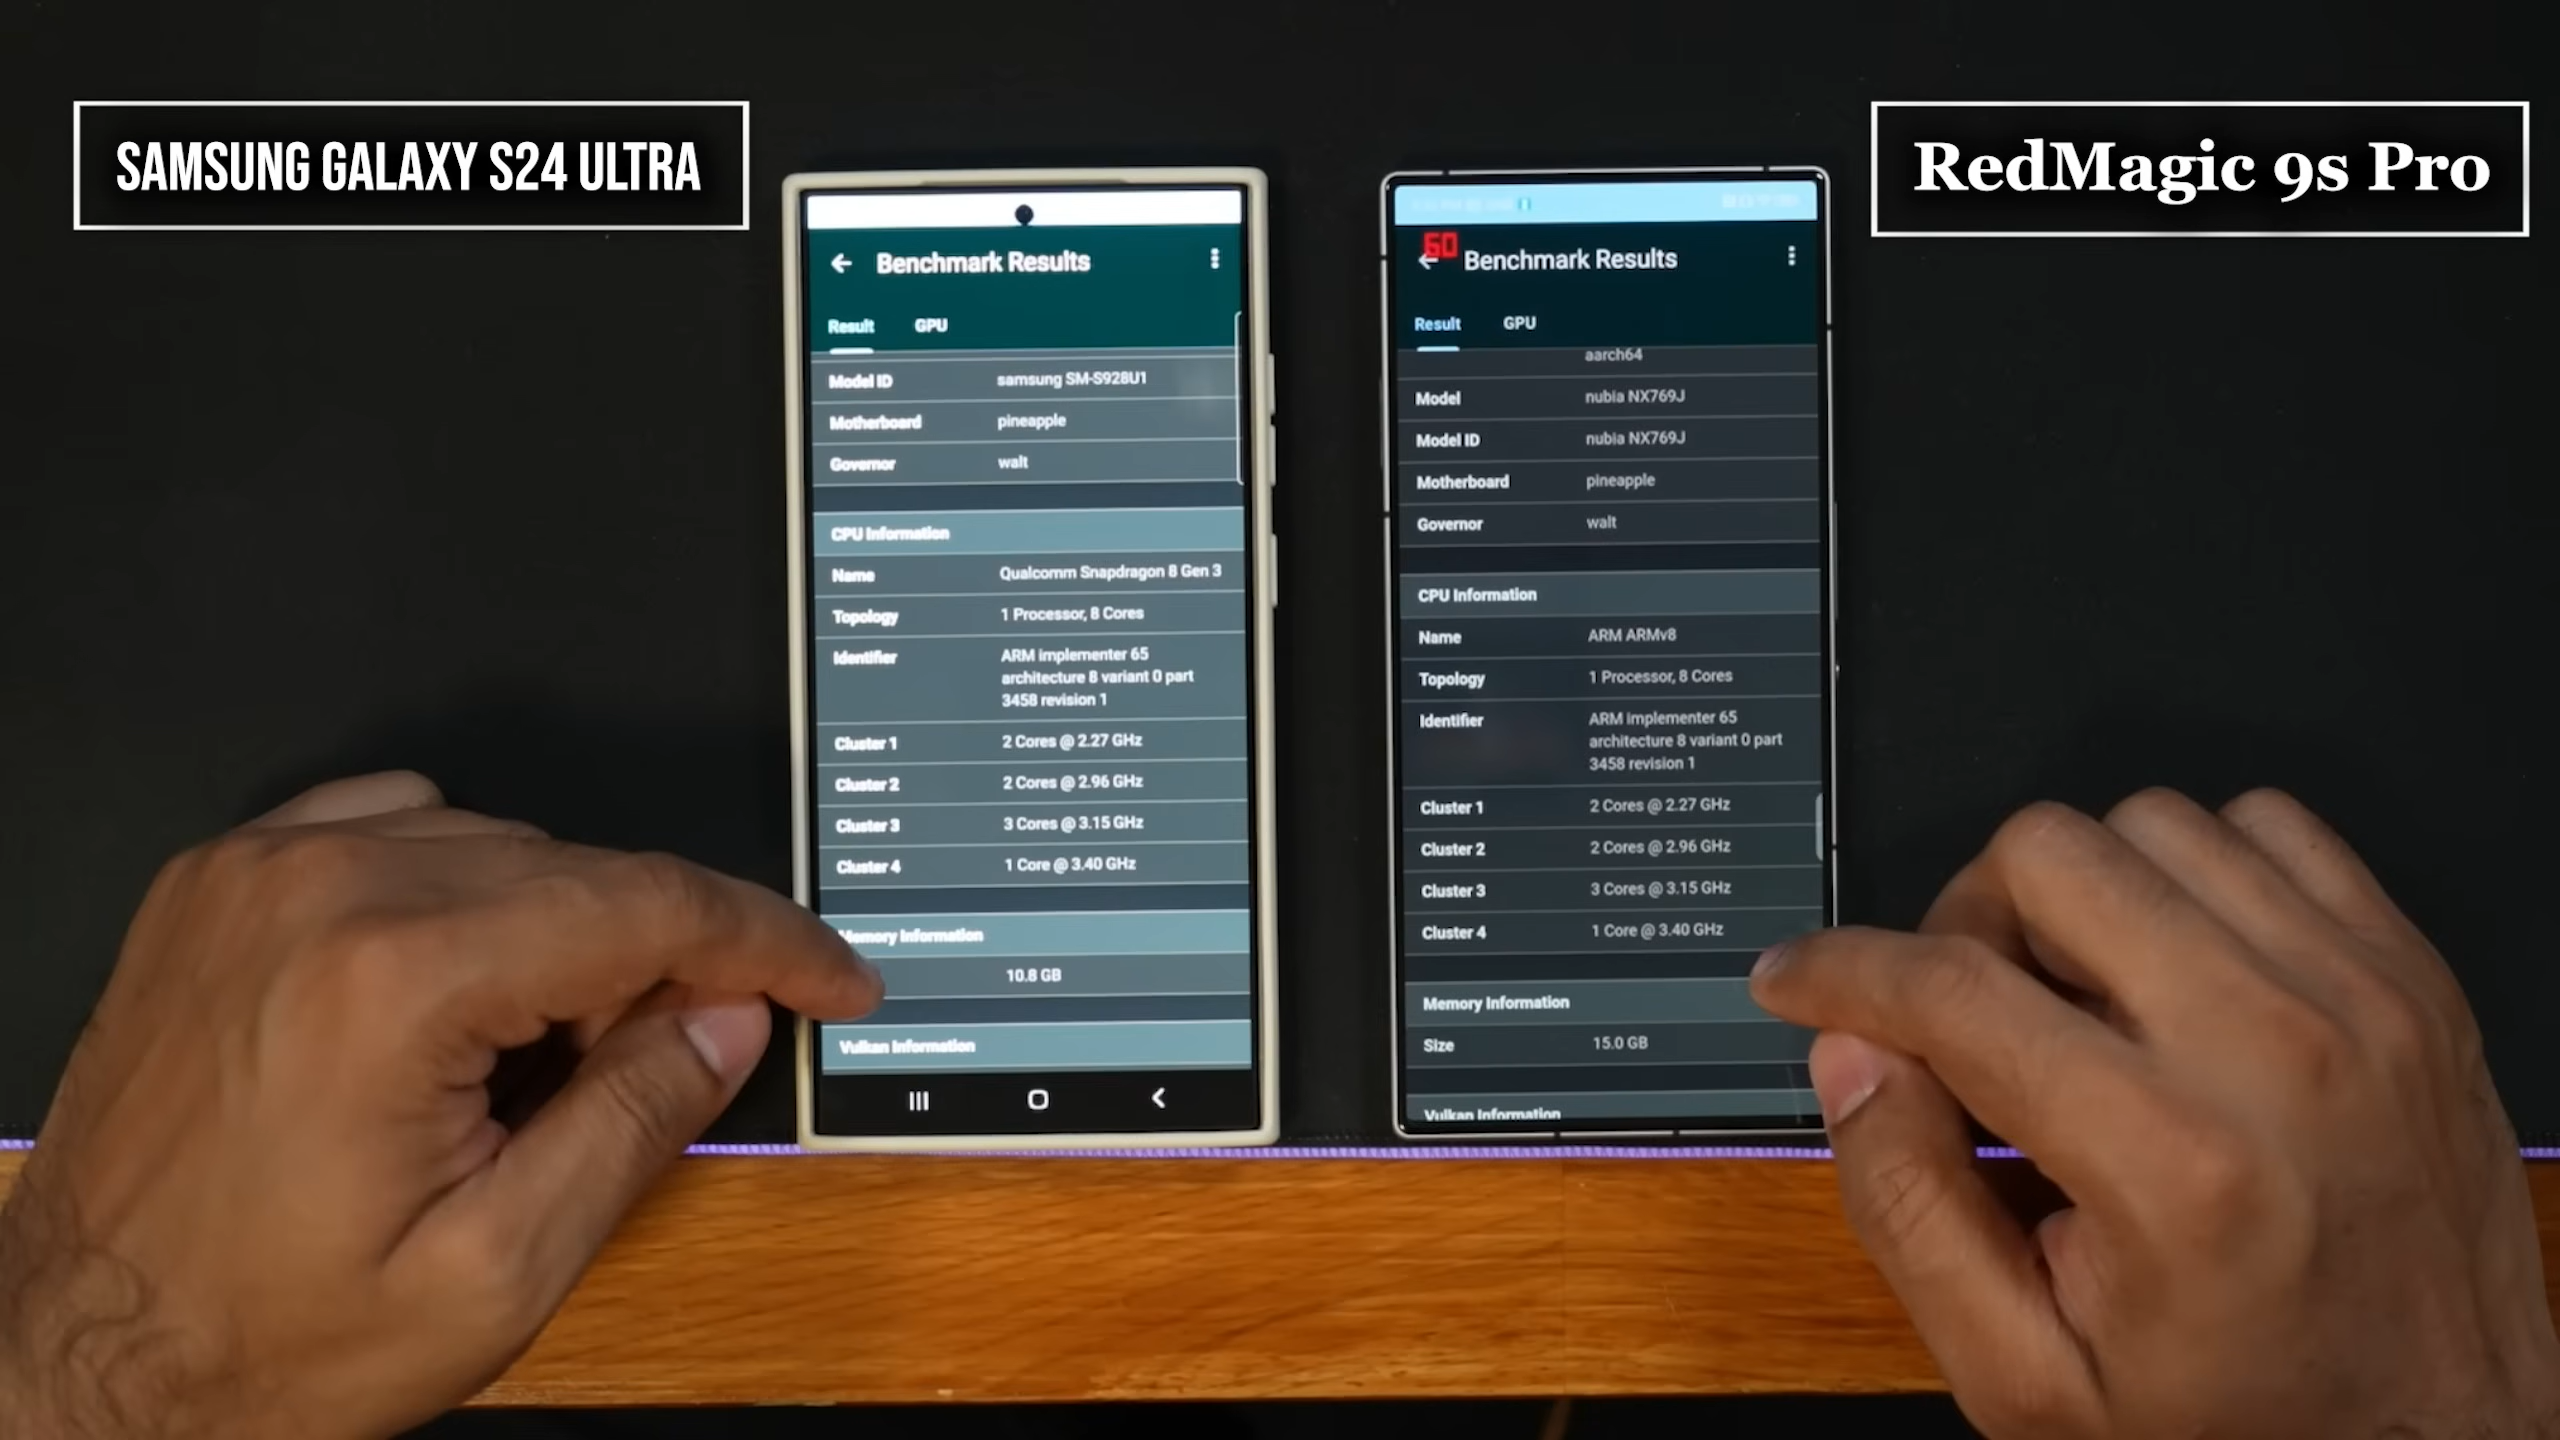 SAMSUNG GALAXY S24 ULTRA
RedMagic 9s Pro
Benchmark Results
Result GPU
Model ID samsung SM-S928U1
Motherboard pineapple
Governor walt
CPU Information
Name Qualcomm Snapdragon 8 Gen 3
Topology 1 Processor, 8 Cores
Identifier ARM implementer 65
architecture 8 variant 0 part
3458 revision 1
Cluster 1 2 Cores @ 2.27 GHz
Cluster 2 2 Cores @ 2.96 GHz
Cluster 3 3 Cores @ 3.15 GHz
Cluster 4 1 Core @ 3.40 GHz
Memory Information
10.8 GB
Vulkan Information
60
Benchmark Results
Result GPU
aarch64
Model nubia NX769J
Model ID nubia NX769J
Motherboard pineapple
Governor walt
CPU Information
Name ARM ARMv8
Topology 1 Processor, 8 Cores
Identifier ARM implementer 65
architecture 8 variant 0 part
3458 revision 1
Cluster 1 2 Cores @ 2.27 GHz
Cluster 2 2 Cores @ 2.96 GHz
Cluster 3 3 Cores @ 3.15 GHz
Cluster 4 1 Core @ 3.40 GHz
Memory Information
Size 15.0 GB
Vulkan Information